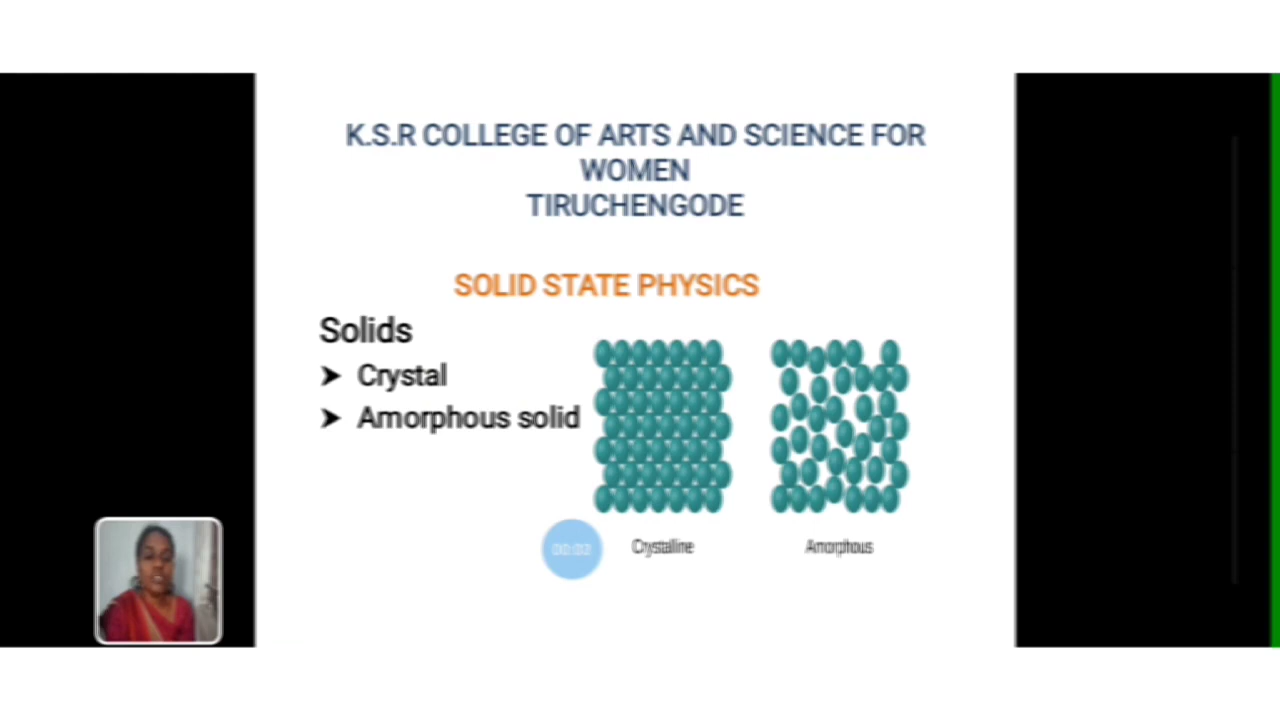 K.S.R COLLEGE OF ARTS AND SCIENCE FOR
WOMEN
TIRUCHENGODE
SOLID STATE PHYSICS
Solids
➤ Crystal
➤ Amorphous solid
Crystalline
Amorphous